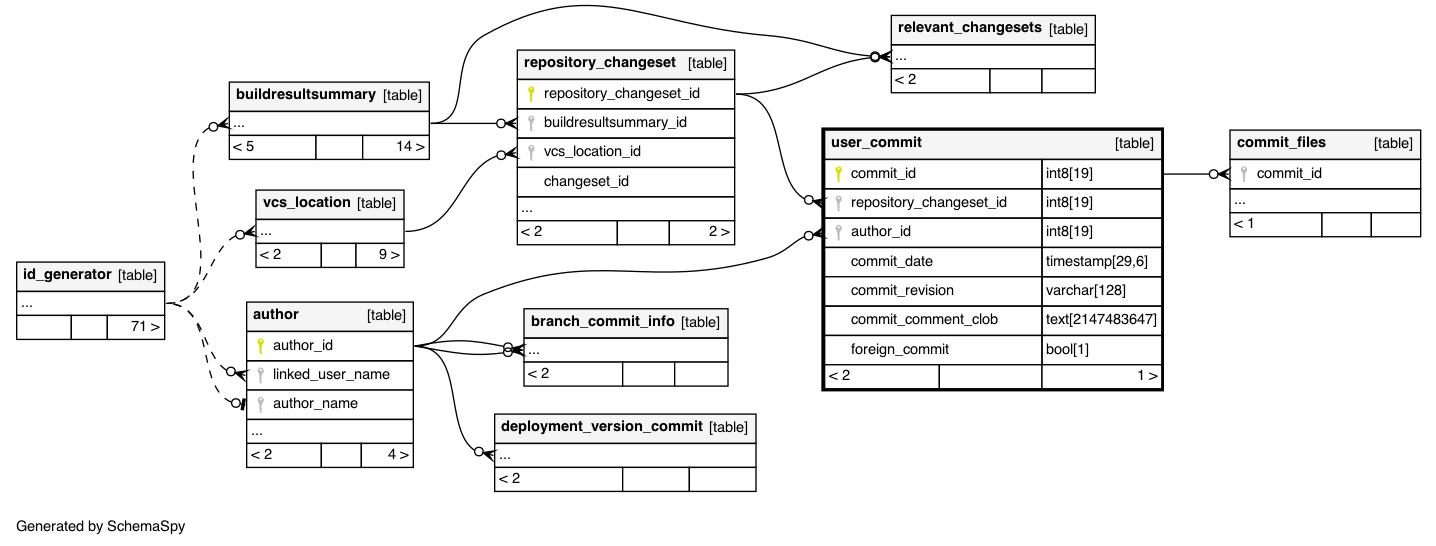 relevant_changesets [table]
...
< 2
repository_changeset [table]
repository_changeset_id
buildresultsummary_id
vcs_location_id
changeset_id
...
< 2 2 >
buildresultsummary [table]
...
< 5 14 >
user_commit [table]
commit_id int8[19]
repository_changeset_id int8[19]
author_id int8[19]
commit_date timestamp[29,6]
commit_revision varchar[128]
commit_comment_clob text[2147483647]
foreign_commit bool[1]
< 2 1 >
commit_files [table]
commit_id
...
< 1
vcs_location [table]
...
< 2 9 >
id_generator [table]
...
71 >
author [table]
author_id
linked_user_name
author_name
...
< 2 4 >
branch_commit_info [table]
...
< 2
deployment_version_commit [table]
...
< 2
Generated by SchemaSpy